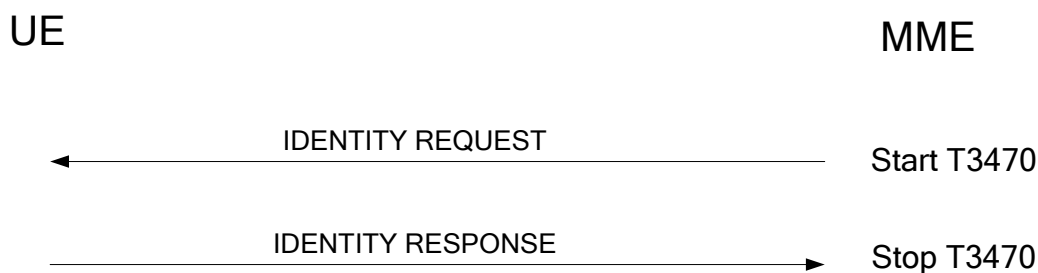 UE
MME
IDENTITY REQUEST
Start T3470
IDENTITY RESPONSE
Stop T3470